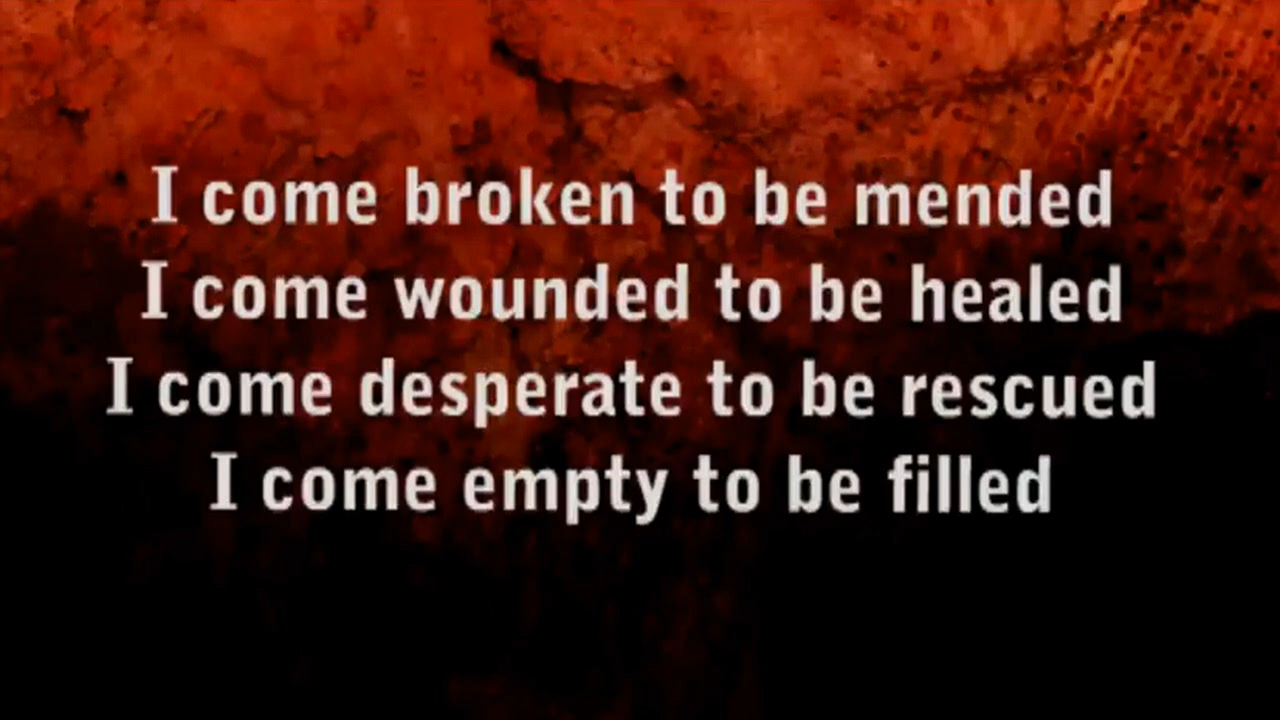 I come broken to be mended
I come wounded to be healed
I come desperate to be rescued
I come empty to be filled